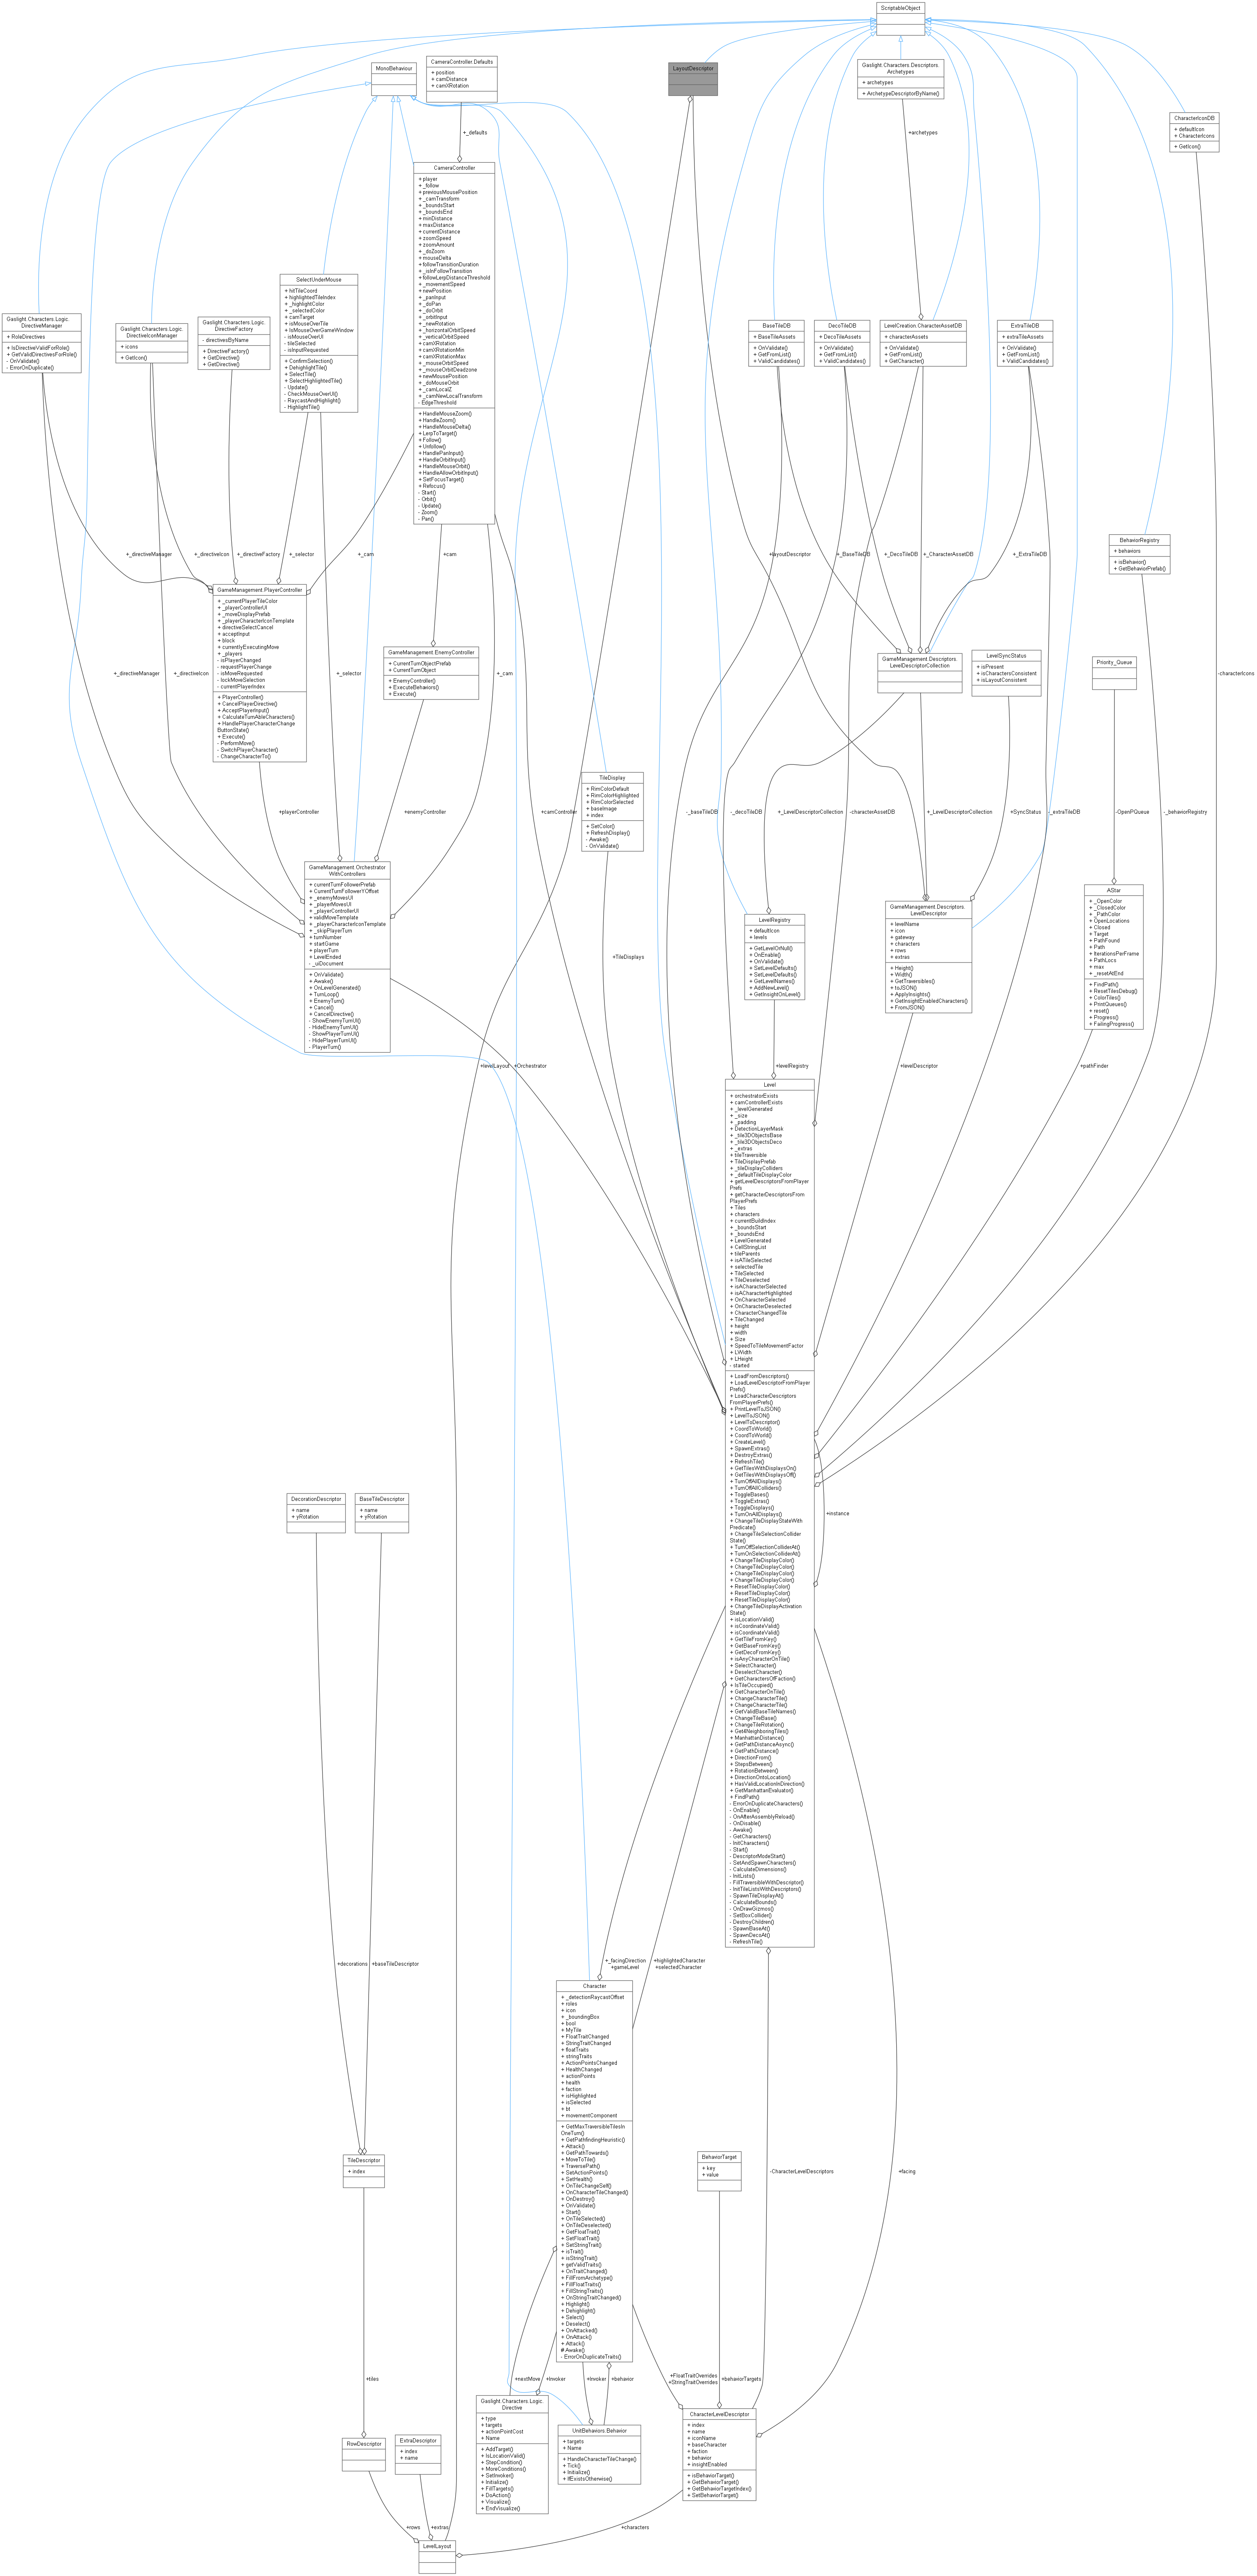 ScriptableObject
MonoBehaviour
CameraController.Defaults
+ position
+ camDistance
+ camXRotation
LayoutDescriptor
Gaslight.Characters.Descriptors.
Archetypes
+ archetypes
+ ArchetypeDescriptorByName()
CharacterIconDB
+ defaultIcon
+ CharacterIcons
+ GetIcon()
+_defaults
+archetypes
CameraController
+ player
+ _follow
+ previousMousePosition
+ _camTransform
+ _boundsStart
+ _boundsEnd
+ minDistance
+ maxDistance
+ currentDistance
+ zoomSpeed
+ zoomAmount
+ _doZoom
+ mouseDelta
+ followTransitionDuration
+ _isInFollowTransition
+ followLerpDistanceThreshold
+ _movementSpeed
+ newPosition
+ _panInput
+ _doPan
+ _doOrbit
+ _orbitInput
+ _newRotation
+ _horizontalOrbitSpeed
+ _verticalOrbitSpeed
+ camXRotation
+ camXRotationMin
+ camXRotationMax
+ _mouseOrbitSpeed
+ _mouseOrbitDeadzone
+ newMousePosition
+ _doMouseOrbit
+ _camLocalZ
+ _camNewLocalTransform
- EdgeThreshold
+ HandleMouseZoom()
+ HandleZoom()
+ HandleMouseDelta()
+ LerpToTarget()
+ Follow()
+ Unfollow()
+ HandlePanInput()
+ HandleOrbitInput()
+ HandleMouseOrbit()
+ HandleAllowOrbitInput()
+ SetFocusTarget()
+ Refocus()
- Start()
- Orbit()
- Update()
- Zoom()
- Pan()
SelectUnderMouse
+ hitTileCoord
+ highlightedTileIndex
+ _highlightColor
+ _selectedColor
+ camTarget
+ isMouseOverTile
+ IsMouseOverGameWindow
- isMouseOverUI
- tileSelected
- isInputRequested
+ ConfirmSelection()
+ DehighlightTile()
+ SelectTile()
+ SelectHighlightedTile()
- Update()
- CheckMouseOverUI()
- RaycastAndHighlight()
- HighlightTile()
Gaslight.Characters.Logic.
DirectiveManager
+ RoleDirectives
+ IsDirectiveValidForRole()
+ GetValidDirectivesForRole()
- OnValidate()
- ErrorOnDuplicate()
Gaslight.Characters.Logic.
DirectiveIconManager
+ icons
+ GetIcon()
Gaslight.Characters.Logic.
DirectiveFactory
- directivesByName
+ DirectiveFactory()
+ GetDirective()
+ GetDirective()
BaseTileDB
+ BaseTileAssets
+ OnValidate()
+ GetFromList()
+ ValidCandidates()
DecoTileDB
+ DecoTileAssets
+ OnValidate()
+ GetFromList()
+ ValidCandidates()
LevelCreation.CharacterAssetDB
+ characterAssets
+ OnValidate()
+ GetFromList()
+ GetCharacter()
ExtraTileDB
+ extraTileAssets
+ OnValidate()
+ GetFromList()
+ ValidCandidates()
BehaviorRegistry
+ behaviors
+ isBehavior()
+ GetBehaviorPrefab()
+_directiveManager
+_directiveIcon
+_directiveFactory
+_selector
+_cam
+cam
+layoutDescriptor
+_BaseTileDB
+_DecoTileDB
+_CharacterAssetDB
+_ExtraTileDB
GameManagement.PlayerController
+ _currentPlayerTileColor
+ _playerControllerUI
+ _moveDisplayPrefab
+ _playerCharacterIconTemplate
+ directiveSelectCancel
+ acceptInput
+ block
+ currentlyExecutingMove
+ _players
- isPlayerChanged
- requestPlayerChange
- isMoveRequested
- lockMoveSelection
- currentPlayerIndex
+ PlayerController()
+ CancelPlayerDirective()
+ AcceptPlayerInput()
+ CalculateTurnAbleCharacters()
+ HandlePlayerCharacterChange
ButtonState()
+ Execute()
- PerformMove()
- SwitchPlayerCharacter()
- ChangeCharacterTo()
GameManagement.EnemyController
+ CurrentTurnObjectPrefab
+ CurrentTurnObject
+ EnemyController()
+ ExecuteBehaviors()
+ Execute()
GameManagement.Descriptors.
LevelDescriptorCollection
LevelSyncStatus
+ isPresent
+ isCharactersConsistent
+ isLayoutConsistent
Priority_Queue
+_directiveManager
+_directiveIcon
+_selector
+_cam
-characterIcons
TileDisplay
+ RimColorDefault
+ RimColorHighlighted
+ RimColorSelected
+ baseImage
+ index
+ SetColor()
+ RefreshDisplay()
- Awake()
- OnValidate()
+playerController
+enemyController
+camController
-_baseTileDB
-_decoTileDB
+_LevelDescriptorCollection
-characterAssetDB
+_LevelDescriptorCollection
+SyncStatus
-_extraTileDB
-OpenPQueue
-_behaviorRegistry
GameManagement.Orchestrator
WithControllers
+ currentTurnFollowerPrefab
+ CurrentTurnFollowerYOffset
+ _enemyMovesUI
+ _playerMovesUI
+ _playerControllerUI
+ validMoveTemplate
+ _playerCharacterIconTemplate
+ _skipPlayerTurn
+ turnNumber
+ startGame
+ playerTurn
+ LevelEnded
- _uiDocument
+ OnValidate()
+ Awake()
+ OnLevelGenerated()
+ TurnLoop()
+ EnemyTurn()
+ Cancel()
+ CancelDirective()
- ShowEnemyTurnUI()
- HideEnemyTurnUI()
- ShowPlayerTurnUI()
- HidePlayerTurnUI()
- PlayerTurn()
LevelRegistry
+ defaultIcon
+ levels
+ GetLevelOrNull()
+ OnEnable()
+ OnValidate()
+ SetLevelDefaults()
+ SetLevelDefaults()
+ GetLevelNames()
+ AddNewLevel()
+ GetInsightOnLevel()
GameManagement.Descriptors.
LevelDescriptor
+ levelName
+ icon
+ gateway
+ characters
+ rows
+ extras
+ Height()
+ Width()
+ GetTraversibles()
+ toJSON()
+ ApplyInsights()
+ GetInsightEnabledCharacters()
+ FromJSON()
AStar
+ _OpenColor
+ _ClosedColor
+ _PathColor
+ OpenLocations
+ Closed
+ Target
+ PathFound
+ Path
+ IterationsPerFrame
+ PathLocs
+ max
+ _resetAtEnd
+ FindPath()
+ ResetTilesDebug()
+ ColorTiles()
+ PrintQueues()
+ reset()
+ Progress()
+ FailingProgress()
+TileDisplays
+levelLayout
+Orchestrator
+levelRegistry
+levelDescriptor
+pathFinder
Level
+ orchestratorExists
+ camControllerExists
+ _levelGenerated
+ _size
+ _padding
+ DetectionLayerMask
+ _tile3DObjectsBase
+ _tile3DObjectsDeco
+ _extras
+ tileTraversible
+ TileDisplayPrefab
+ _tileDisplayColliders
+ _defaultTileDisplayColor
+ getLevelDescriptorsFromPlayer
Prefs
+ getCharacterDescriptorsFrom
PlayerPrefs
+ Tiles
+ characters
+ currentBuildIndex
+ _boundsStart
+ _boundsEnd
+ LevelGenerated
+ CellStringList
+ tileParents
+ isATileSelected
+ selectedTile
+ TileSelected
+ TileDeselected
+ isACharacterSelected
+ isACharacterHighlighted
+ OnCharacterSelected
+ OnCharacterDeselected
+ CharacterChangedTile
+ TileChanged
+ height
+ width
+ Size
+ SpeedToTileMovementFactor
+ LWidth
+ LHeight
- started
+ LoadFromDescriptors()
+ LoadLevelDescriptorFromPlayer
Prefs()
+ LoadCharacterDescriptors
FromPlayerPrefs()
+ PrintLevelToJSON()
+ LevelToJSON()
+ LevelToDescriptor()
+ CoordToWorld()
+ CoordToWorld()
+ CreateLevel()
+ SpawnExtras()
+ DestroyExtras()
+ RefreshTile()
+ GetTilesWithDisplaysOn()
+ GetTilesWithDisplaysOff()
+ TurnOffAllDisplays()
+ TurnOffAllColliders()
+ ToggleBases()
+ ToggleExtras()
+ ToggleDisplays()
+ TurnOnAllDisplays()
+ ChangeTileDisplayStateWith
Predicate()
+ ChangeTileSelectionCollider
State()
+ TurnOffSelectionColliderAt()
+ TurnOnSelectionColliderAt()
+ ChangeTileDisplayColor()
+ ChangeTileDisplayColor()
+ ChangeTileDisplayColor()
+ ChangeTileDisplayColor()
+ ResetTileDisplayColor()
+ ResetTileDisplayColor()
+ ResetTileDisplayColor()
+ ChangeTileDisplayActivation
State()
+ isLocationValid()
+ isCoordinateValid()
+ isCoordinateValid()
+ GetTileFromKey()
+ GetBaseFromKey()
+ GetDecoFromKey()
+ isAnyCharacterOnTile()
+ SelectCharacter()
+ DeselectCharacter()
+ GetCharactersOfFaction()
+ IsTileOccupied()
+ GetCharacterOnTile()
+ ChangeCharacterTile()
+ ChangeCharacterTile()
+ GetValidBaseTileNames()
+ ChangeTileBase()
+ ChangeTileRotation()
+ Get4NeighboringTiles()
+ ManhattanDistance()
+ GetPathDistanceAsync()
+ GetPathDistance()
+ DirectionFrom()
+ StepsBetween()
+ RotationBetween()
+ DirectionOntoLocation()
+ HasValidLocationInDirection()
+ GetManhattanEvaluator()
+ FindPath()
- ErrorOnDuplicateCharacters()
- OnEnable()
- OnAfterAssemblyReload()
- OnDisable()
- Awake()
- GetCharacters()
- InitCharacters()
- Start()
- DescriptorModeStart()
- SetAndSpawnCharacters()
- CalculateDimensions()
- InitLists()
- FillTraversibleWithDescriptor()
- InitTileListsWithDescriptors()
- SpawnTileDisplayAt()
- CalculateBounds()
- OnDrawGizmos()
- SetBoxCollider()
- DestroyChildren()
- SpawnBaseAt()
- SpawnDecoAt()
- RefreshTile()
+instance
DecorationDescriptor
+ name
+ yRotation
BaseTileDescriptor
+ name
+ yRotation
+decorations
+baseTileDescriptor
+_facingDirection
+gameLevel
+highlightedCharacter
+selectedCharacter
-CharacterLevelDescriptors
+facing
Character
+ _detectionRaycastOffset
+ roles
+ icon
+ _boundingBox
+ bool
+ MyTile
+ FloatTraitChanged
+ StringTraitChanged
+ floatTraits
+ stringTraits
+ ActionPointsChanged
+ HealthChanged
+ actionPoints
+ health
+ faction
+ isHighlighted
+ isSelected
+ bt
+ movementComponent
+ GetMaxTraversibleTilesIn
OneTurn()
+ GetPathfindingHeuristic()
+ Attack()
+ GetPathTowards()
+ MoveToTile()
+ TraversePath()
+ SetActionPoints()
+ SetHealth()
+ OnTileChangeSelf()
+ OnCharacterTileChanged()
+ OnDestroy()
+ OnValidate()
+ Start()
+ OnTileSelected()
+ OnTileDeselected()
+ GetFloatTrait()
+ SetFloatTrait()
+ SetStringTrait()
+ isTrait()
+ isStringTrait()
+ getValidTraits()
+ OnTraitChanged()
+ FillFromArchetype()
+ FillFloatTraits()
+ FillStringTraits()
+ OnStringTraitChanged()
+ Highlight()
+ Dehighlight()
+ Select()
+ Deselect()
+ OnAttacked()
+ OnAttack()
+ Attack()
# Awake()
- ErrorOnDuplicateTraits()
TileDescriptor
+ index
BehaviorTarget
+ key
+ value
+tiles
+nextMove
+Invoker
+Invoker
+behavior
+FloatTraitOverrides
+StringTraitOverrides
+behaviorTargets
RowDescriptor
ExtraDescriptor
+ index
+ name
Gaslight.Characters.Logic.
Directive
+ type
+ targets
+ actionPointCost
+ Name
+ AddTarget()
+ IsLocationValid()
+ StepCondition()
+ MoreConditions()
+ SetInvoker()
+ Initialize()
+ FillTargets()
+ DoAction()
+ Visualize()
+ EndVisualize()
UnitBehaviors.Behavior
+ targets
+ Name
+ HandleCharacterTileChange()
+ Tick()
+ Initialize()
+ IfExistsOtherwise()
CharacterLevelDescriptor
+ index
+ name
+ iconName
+ baseCharacter
+ faction
+ behavior
+ insightEnabled
+ isBehaviorTarget()
+ GetBehaviorTarget()
+ GetBehaviorTargetIndex()
+ SetBehaviorTarget()
+rows
+extras
+characters
LevelLayout